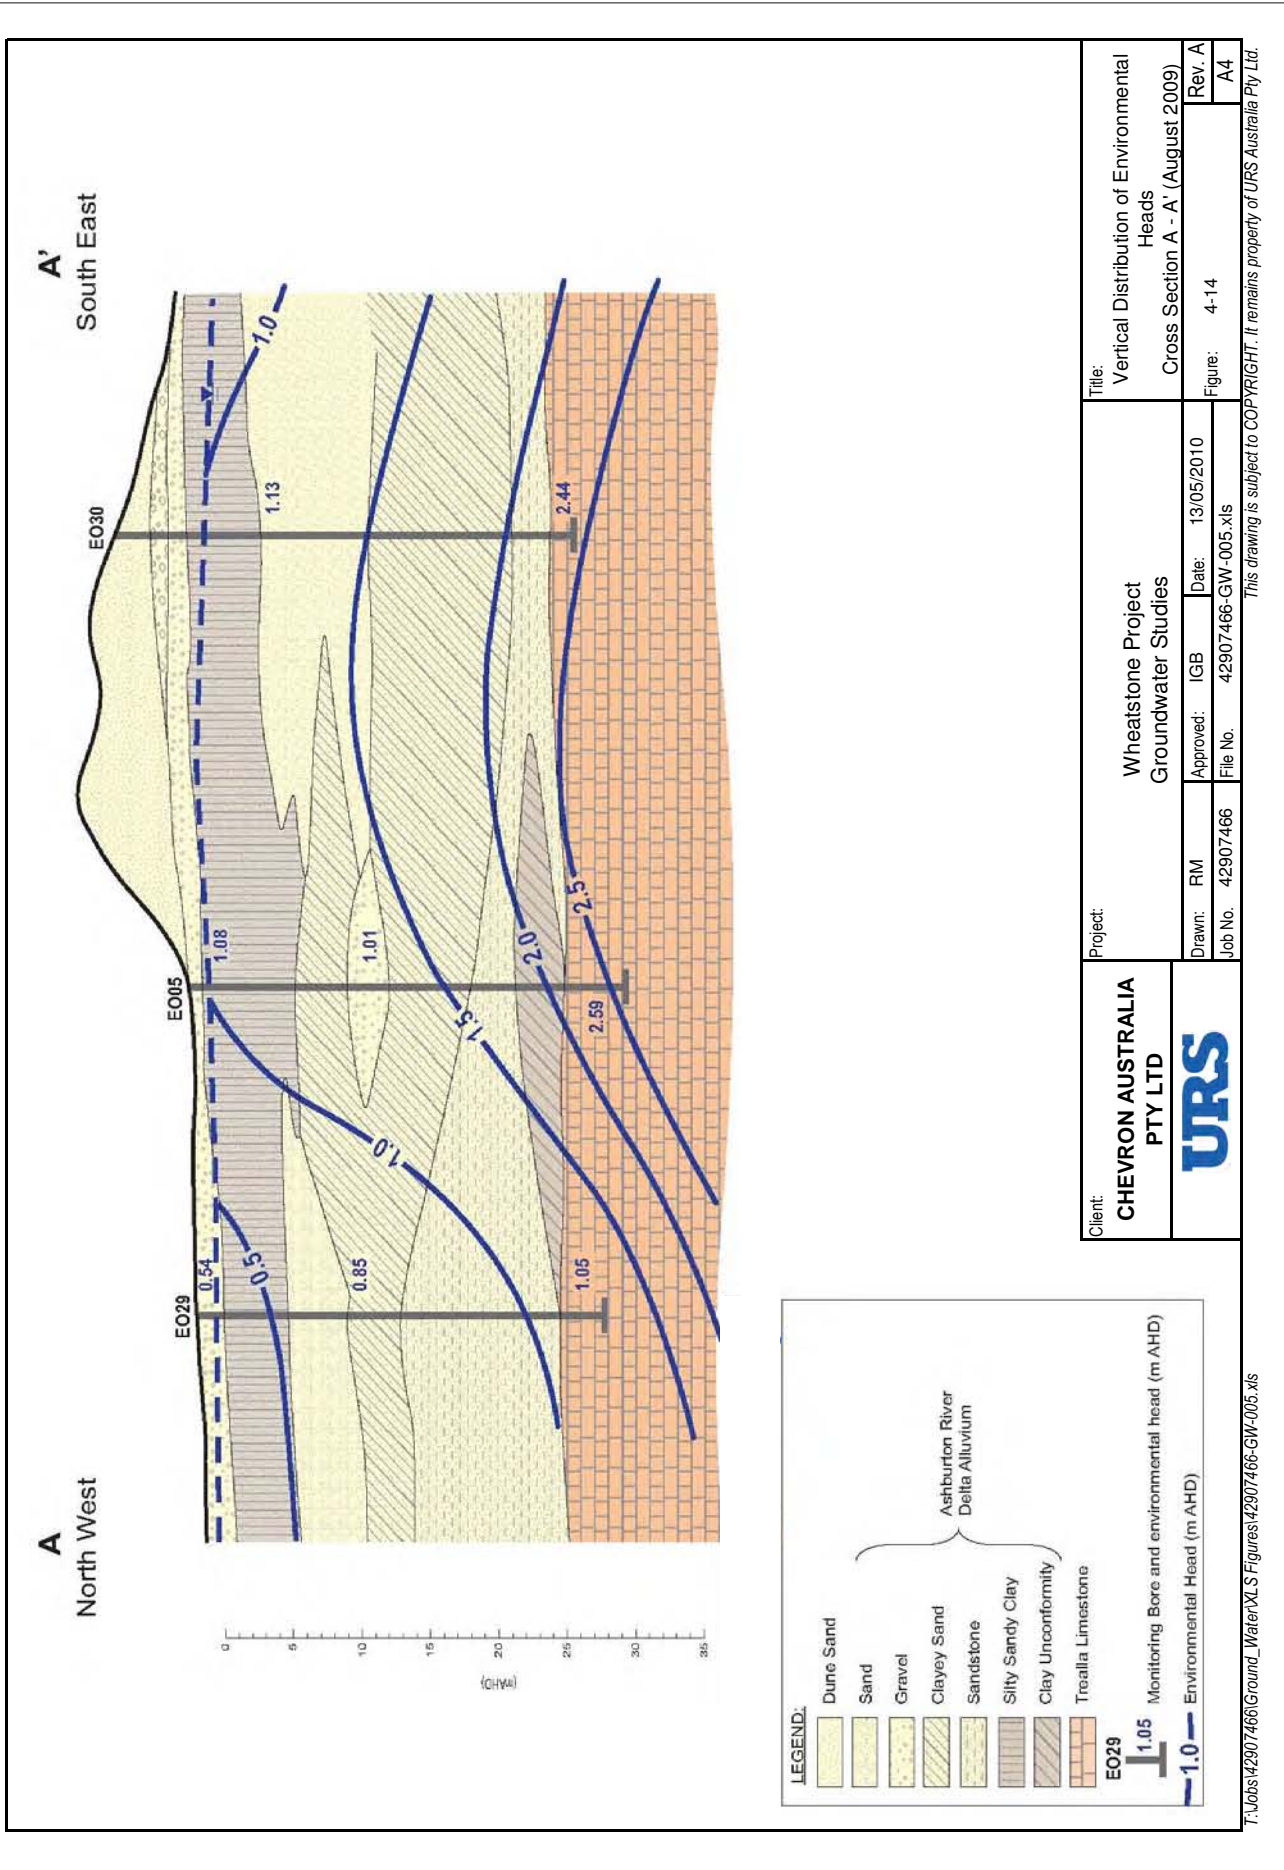 A
North West
A'
South East
EO29
EO05
EO30
0.54
0.85
1.05
1.08
1.01
2.59
1.13
2.44
0.5
1.0
1.5
2.0
2.5
1.0
0
5
10
15
20
25
30
35
(mAHD)
LEGEND:
Dune Sand
Sand
Gravel
Clayey Sand
Sandstone
Silty Sandy Clay
Clay Unconformity
Trealla Limestone
Ashburton River
Delta Alluvium
EO29
1.05
Monitoring Bore and environmental head (m AHD)
1.0
Environmental Head (m AHD)
Client:
CHEVRON AUSTRALIA
PTY LTD
URS
Project:
Wheatstone Project
Groundwater Studies
Drawn: RM
Approved: IGB
Date: 13/05/2010
Job No. 42907466
File No. 42907466-GW-005.xls
Title:
Vertical Distribution of Environmental
Heads
Cross Section A - A' (August 2009)
Figure: 4-14
Rev. A
A4
T:\Jobs\42907466\Ground_Water\XLS Figures\42907466-GW-005.xls
This drawing is subject to COPYRIGHT. It remains property of URS Australia Pty Ltd.